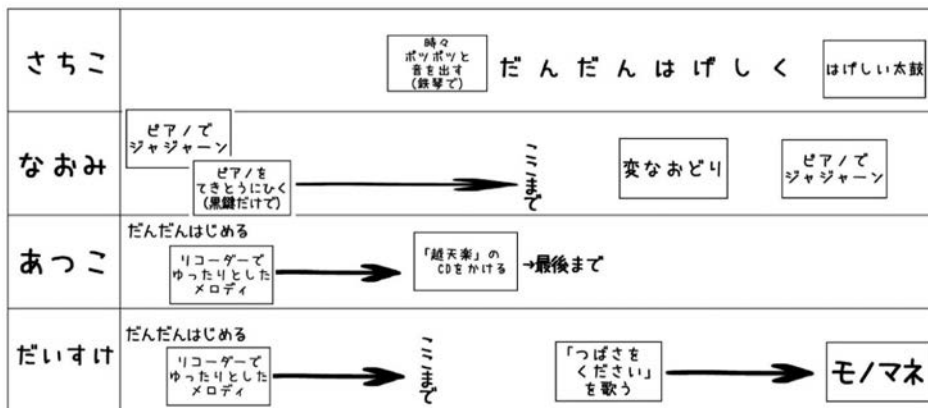 さちこ
時々
ポツポツと
音を出す
(鉄琴で)
だんだんはげしく
はげしい太鼓
なおみ
ピアノで
ジャジャーン
ピアノを
てきとうにひく
(黒鍵だけで)
ここまで
変なおどり
ピアノで
ジャジャーン
あつこ
だんだんはじめる
リコーダーで
ゆったりとした
メロディ
「越天楽」の
CDをかける
→最後まで
だいすけ
だんだんはじめる
リコーダーで
ゆったりとした
メロディ
ここまで
「つばさを
ください」
を歌う
モノマネ